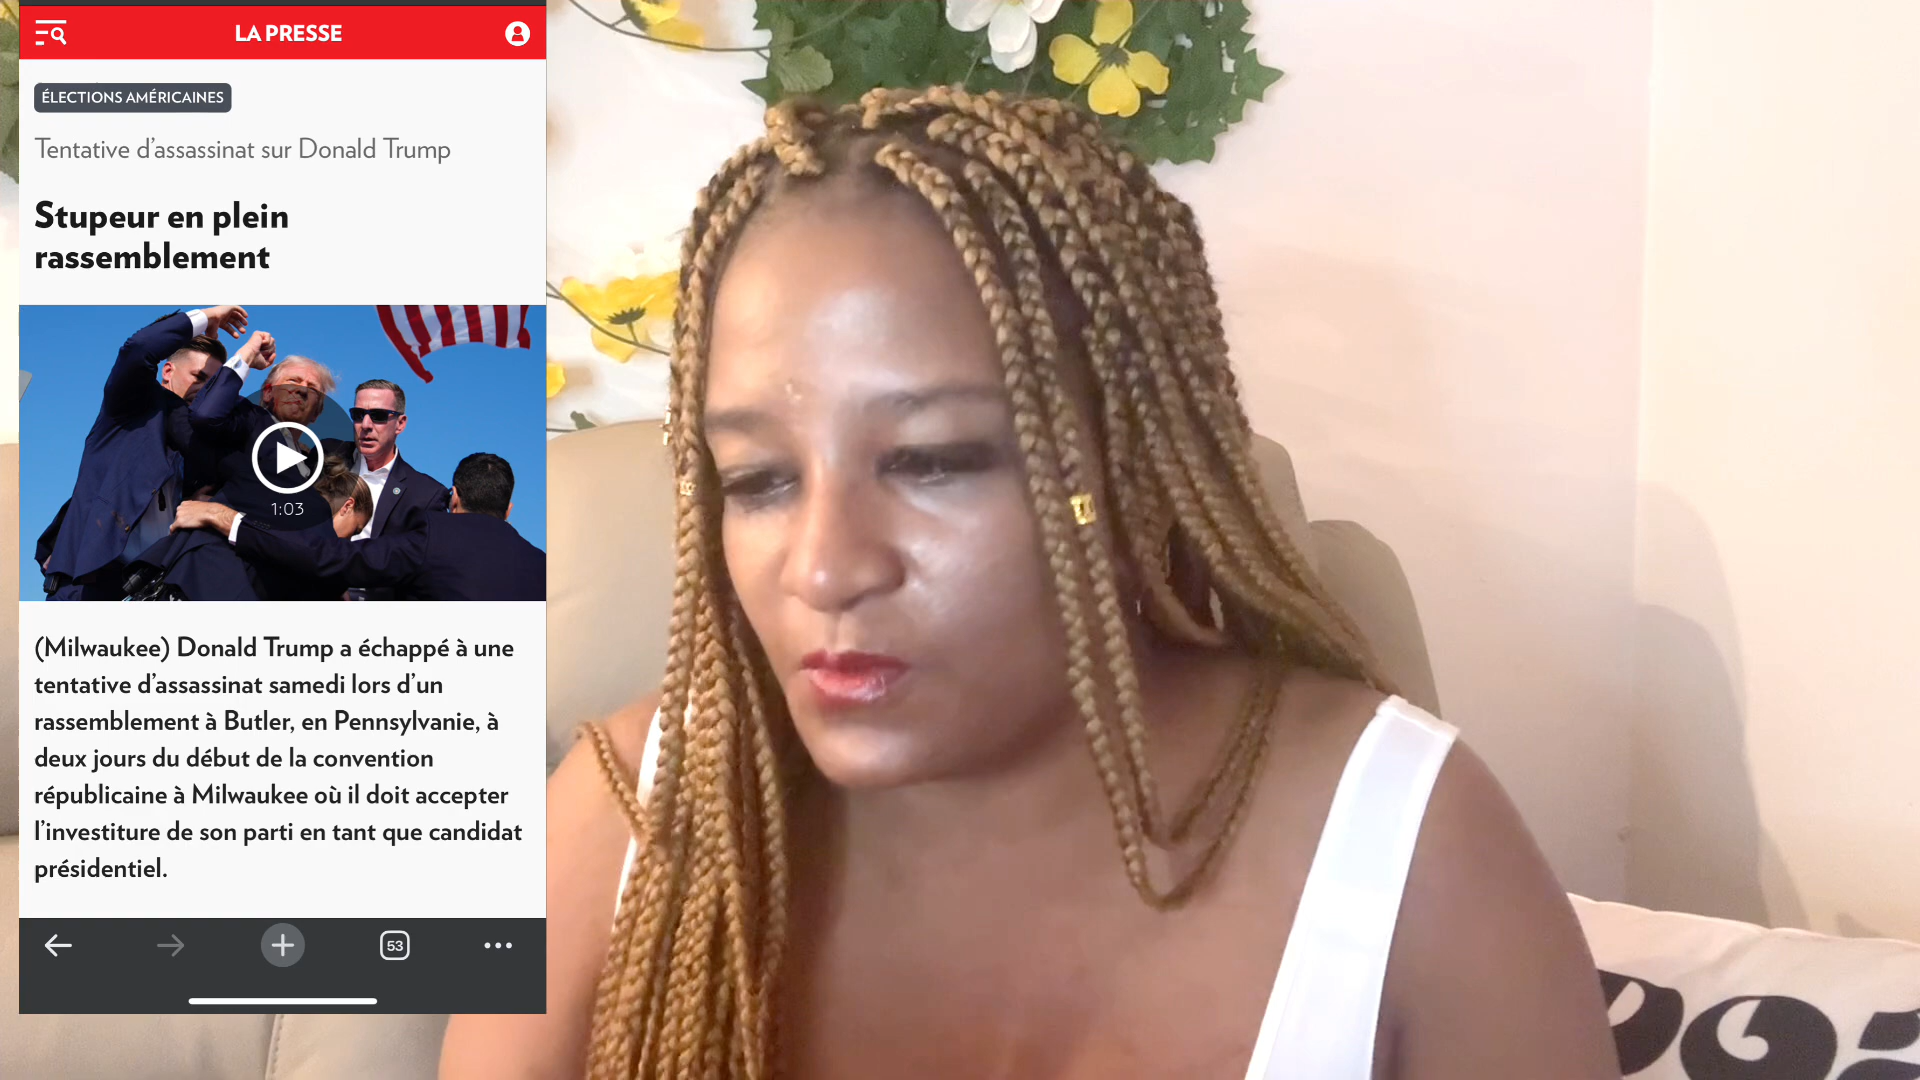 LA PRESSE
ÉLECTIONS AMÉRICAINES
Tentative d'assassinat sur Donald Trump
Stupeur en plein
rassemblement
1:03
(Milwaukee) Donald Trump a échappé à une
tentative d'assassinat samedi lors d'un
rassemblement à Butler, en Pennsylvanie, à
deux jours du début de la convention
républicaine à Milwaukee où il doit accepter
l'investiture de son parti en tant que candidat
présidentiel.
53